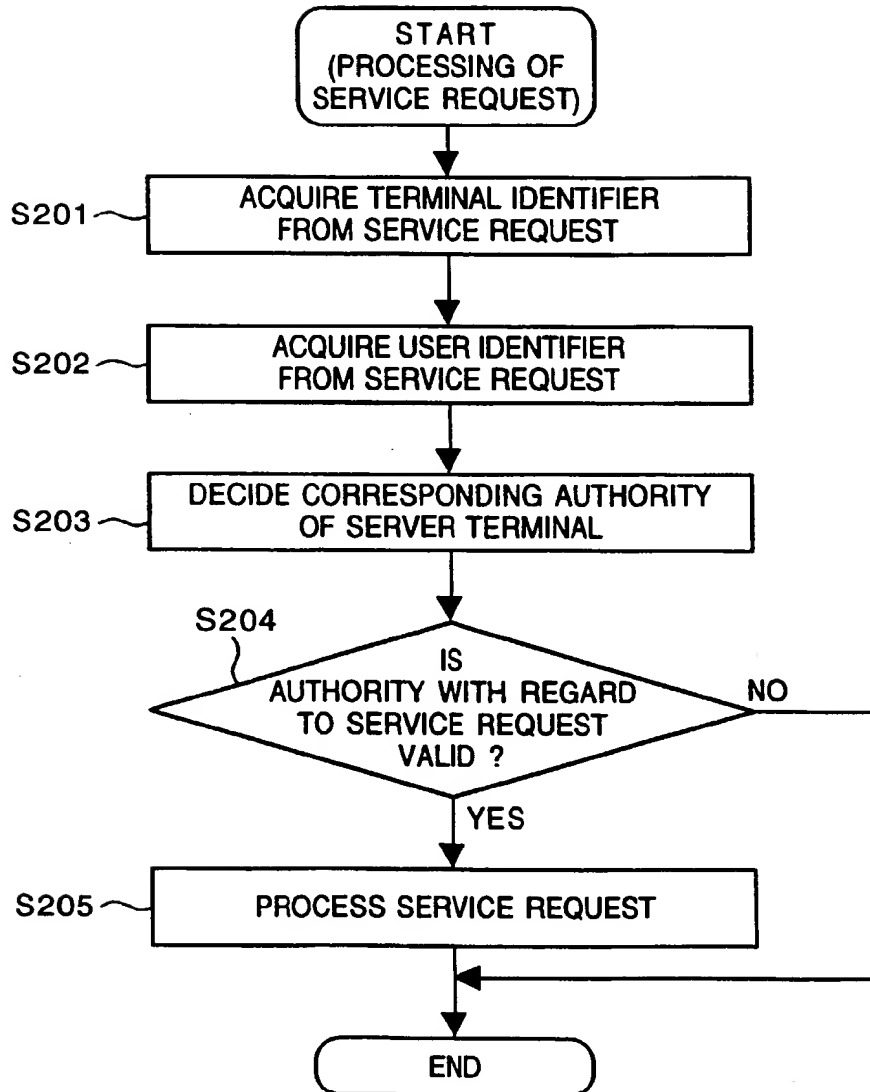 START
(PROCESSING OF
SERVICE REQUEST)
S201
ACQUIRE TERMINAL IDENTIFIER
FROM SERVICE REQUEST
S202
ACQUIRE USER IDENTIFIER
FROM SERVICE REQUEST
S203
DECIDE CORRESPONDING AUTHORITY
OF SERVER TERMINAL
S204
IS
AUTHORITY WITH REGARD
TO SERVICE REQUEST
VALID ?
NO
YES
S205
PROCESS SERVICE REQUEST
END